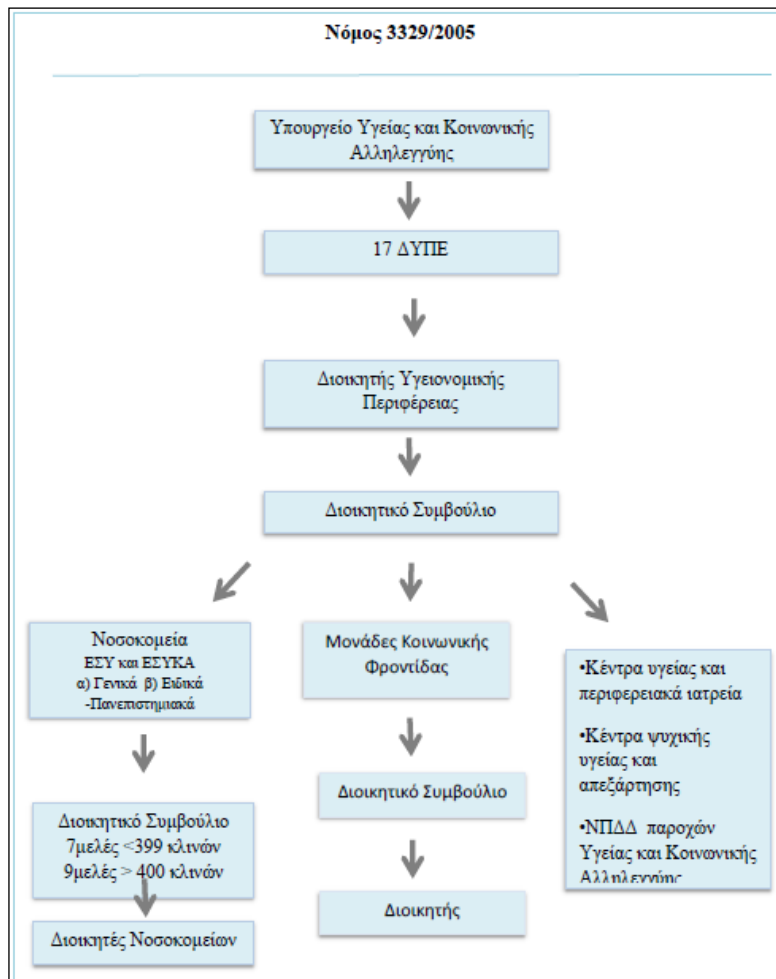 Νόμος 3329/2005
Υπουργείο Υγείας και Κοινωνικής
Αλληλεγγύης
17 ΔΥΠΕ
Διοικητής Υγειονομικής
Περιφέρειας
Διοικητικό Συμβούλιο
Νοσοκομεία
ΕΣΥ και ΕΣΥΚΑ
α) Γενικά β) Ειδικά
-Πανεπιστημιακά
Διοικητικό Συμβούλιο
7μελές <399 κλινών
9μελές > 400 κλινών
Διοικητές Νοσοκομείων
Μονάδες Κοινωνικής
Φροντίδας
Διοικητικό Συμβούλιο
Διοικητής
•Κέντρα υγείας και
περιφερειακά ιατρεία
•Κέντρα ψυχικής
υγείας και
απεξάρτησης
•ΝΠΔΔ παροχών
Υγείας και Κοινωνικής
Αλληλεγγύης